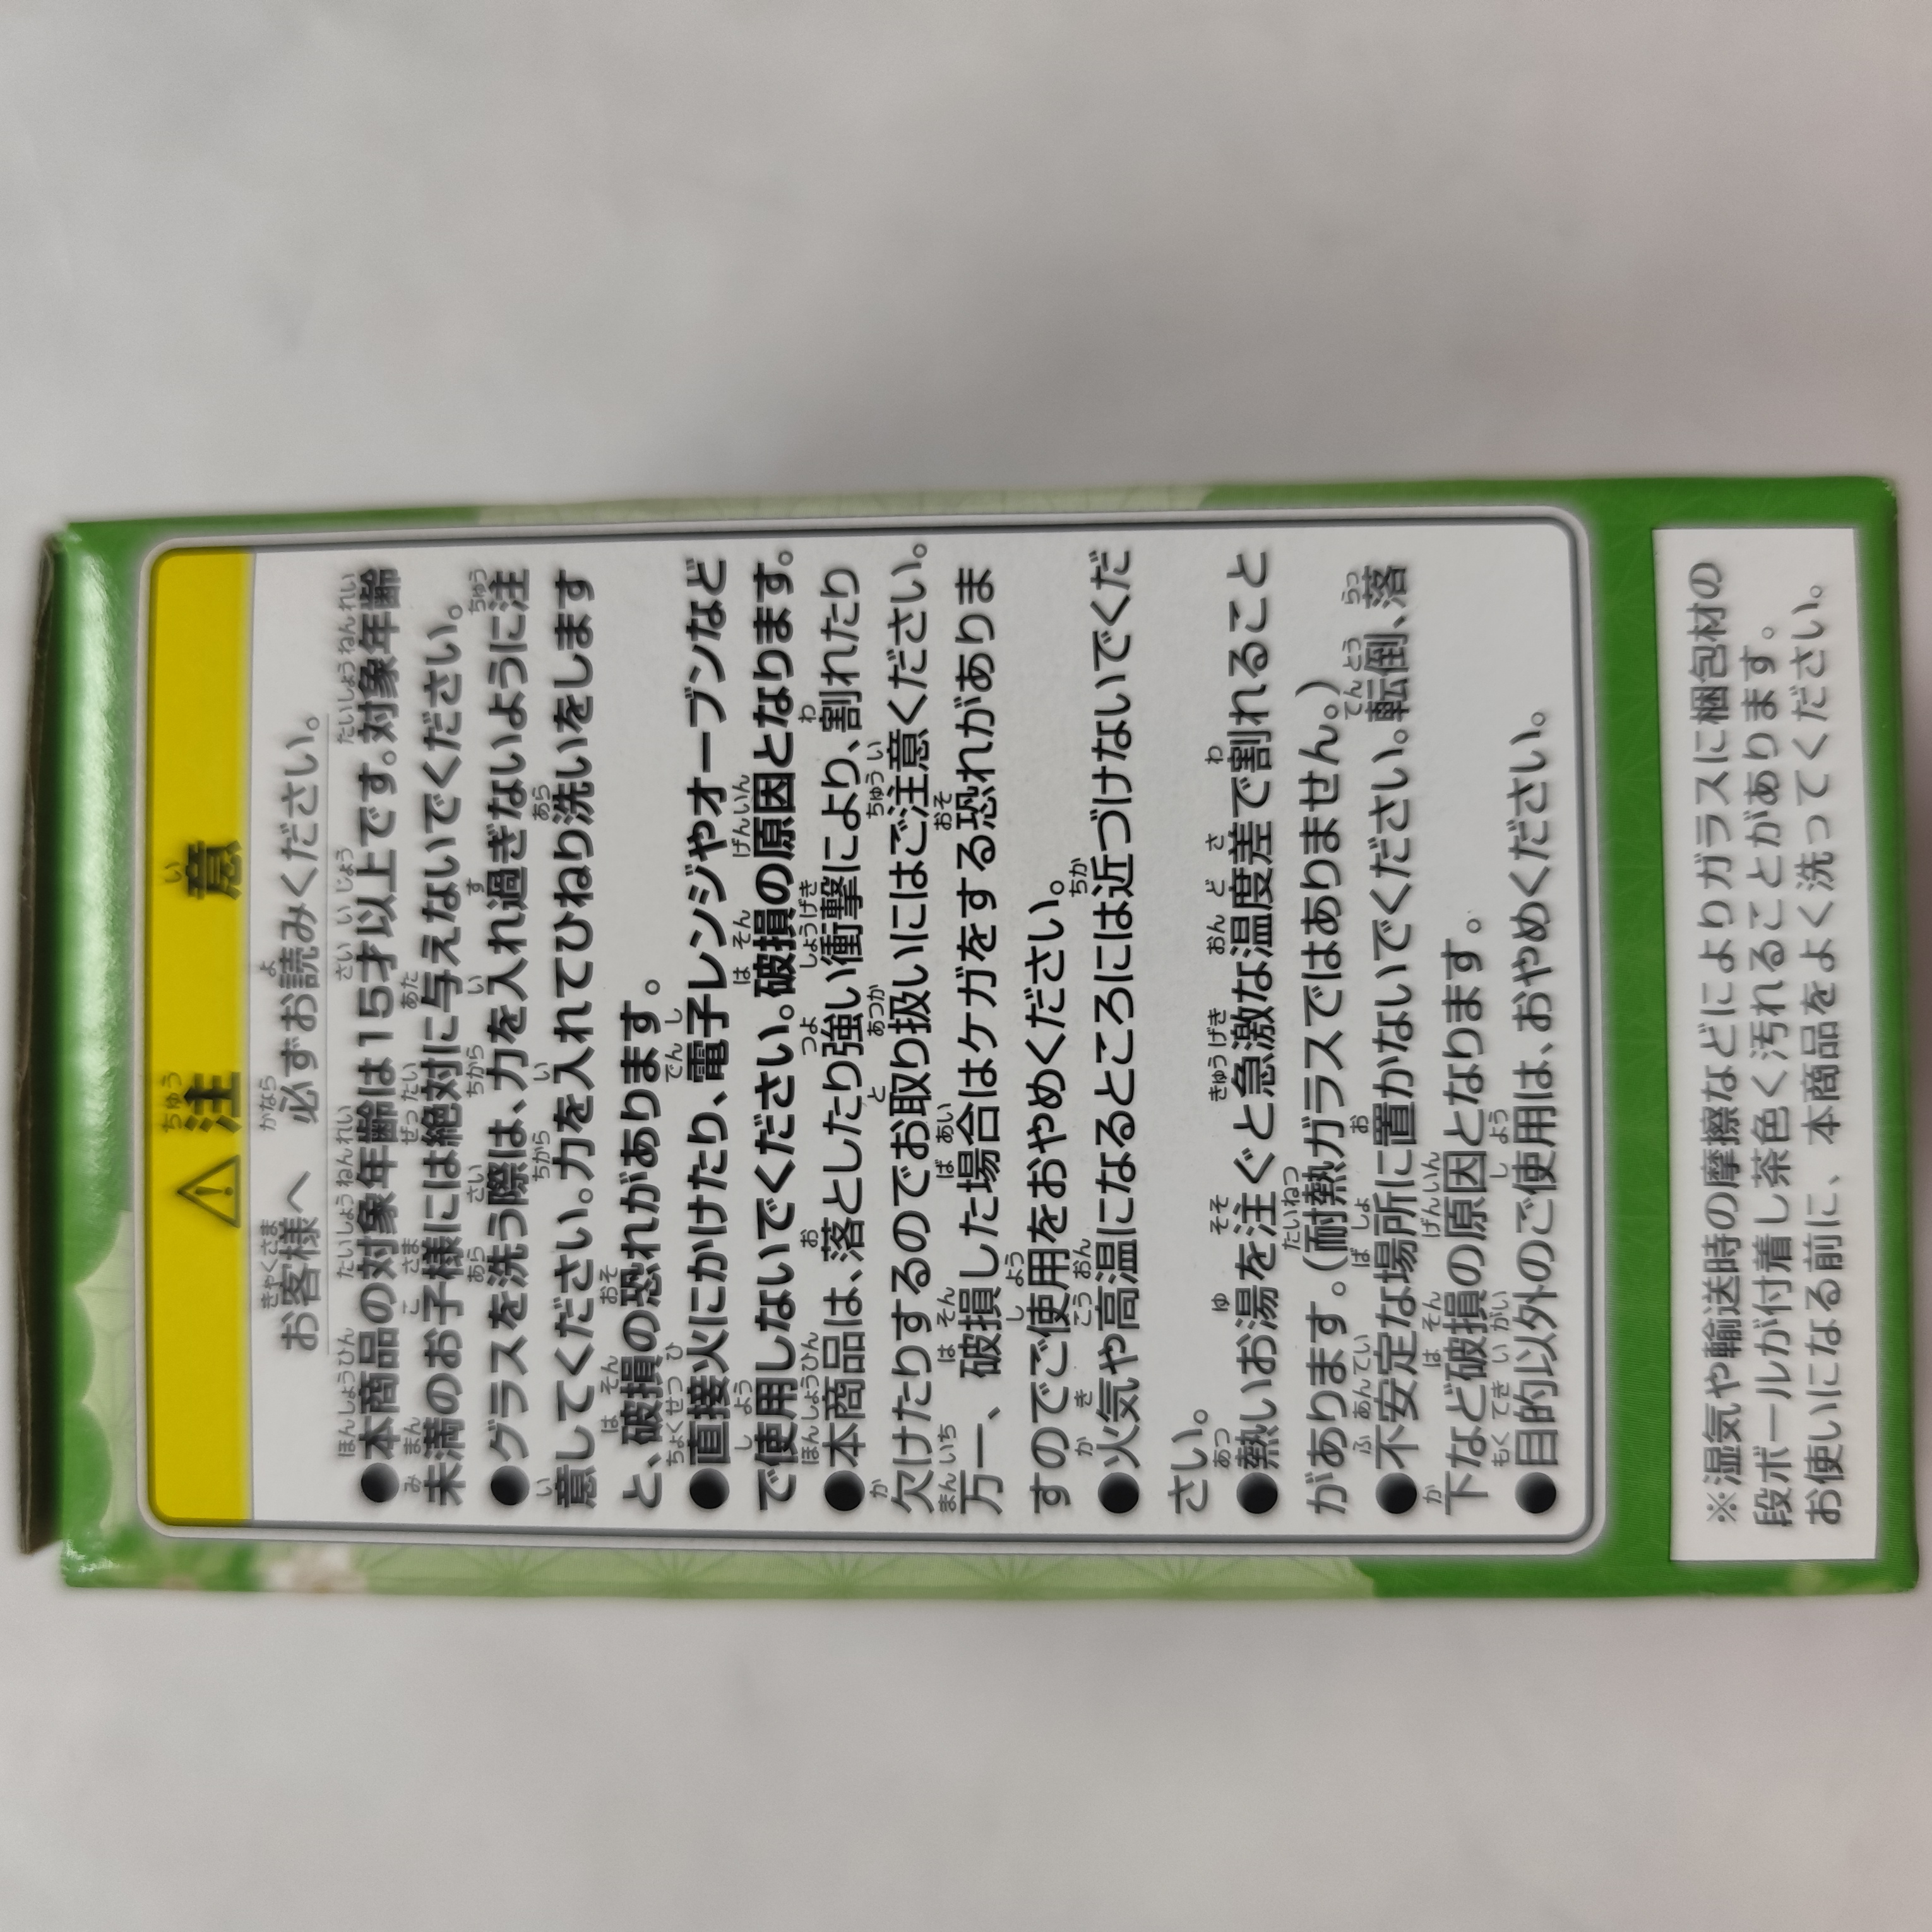 ⚠注意
お客様へ 必ずお読みください。
●本商品の対象年齢は15才以上です。対象年齢
未満のお子様には絶対に与えないでください。
●グラスを洗う際は、力を入れ過ぎないように注
意してください。力を入れてひねり洗いをします
と、破損の恐れがあります。
●直接火にかけたり、電子レンジやオーブンなど
で使用しないでください。破損の原因となります。
●本商品は、落としたり強い衝撃により、割れたり
欠けたりするのでお取り扱いにはご注意ください。
万一、破損した場合はケガをする恐れがありま
すのでご使用をおやめください。
●火気や高温になるところには近づけないでくだ
さい。
●熱いお湯を注ぐと急激な温度差で割れること
があります。(耐熱ガラスではありません。)
●不安定な場所に置かないでください。転倒、落
下など破損の原因となります。
●目的以外のご使用は、おやめください。
※湿気や輸送時の摩擦などによりガラスに梱包材の
段ボールが付着し茶色く汚れることがあります。
お使いになる前に、本商品をよく洗ってください。